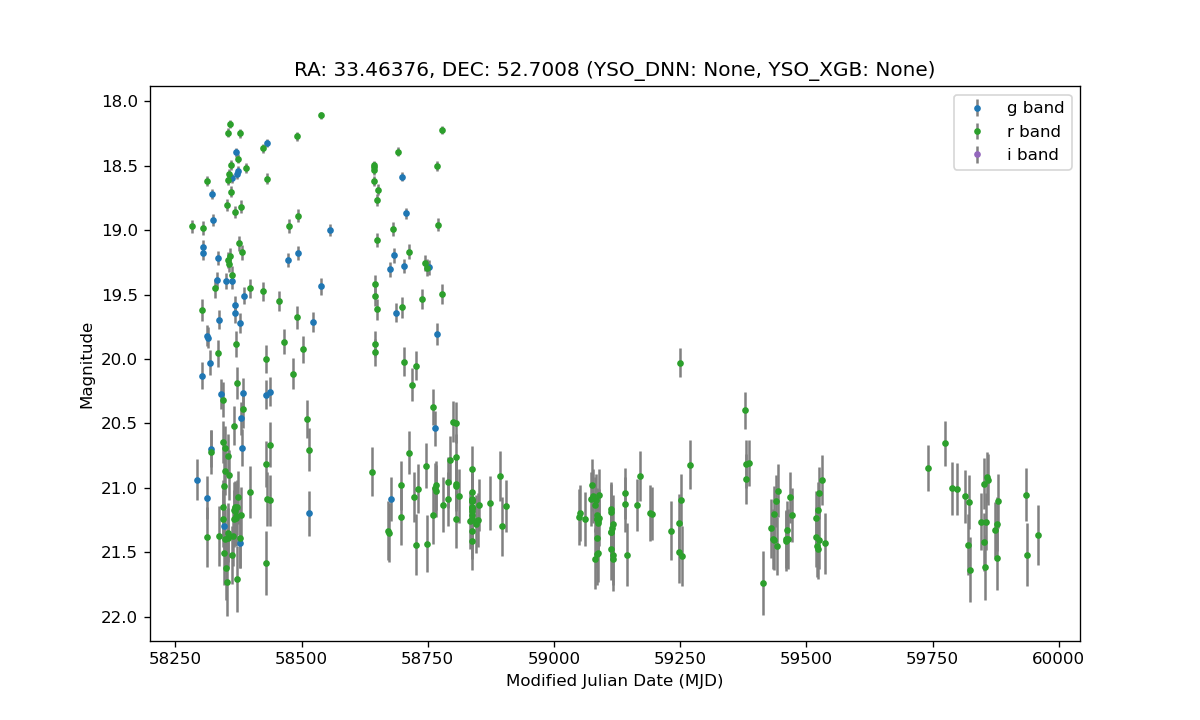 RA: 33.46376, DEC: 52.7008 (YSO_DNN: None, YSO_XGB: None)
g band
r band
i band
18.0
18.5
19.0
19.5
20.0
20.5
21.0
21.5
22.0
Magnitude
58250 58500 58750 59000 59250 59500 59750 60000
Modified Julian Date (MJD)